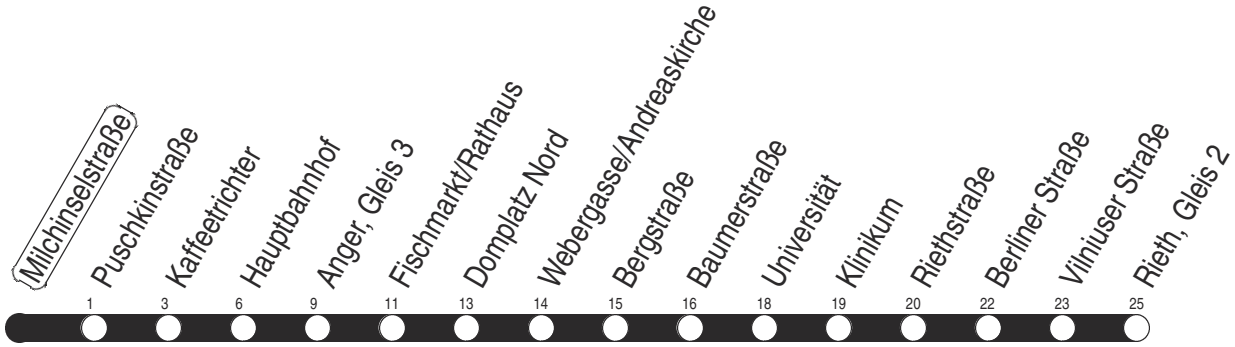 Milchinselstraße
Puschkinstraße
Kaffeetrichter
Hauptbahnhof
Anger, Gleis 3
Fischmarkt/Rathaus
Domplatz Nord
Webergasse/Andreaskirche
Bergstraße
Baumerstraße
Universität
Klinikum
Riethstraße
Berliner Straße
Vilniuser Straße
Rieth, Gleis 2
1 3 6 9 11 13 14 15 16 18 19 20 22 23 25